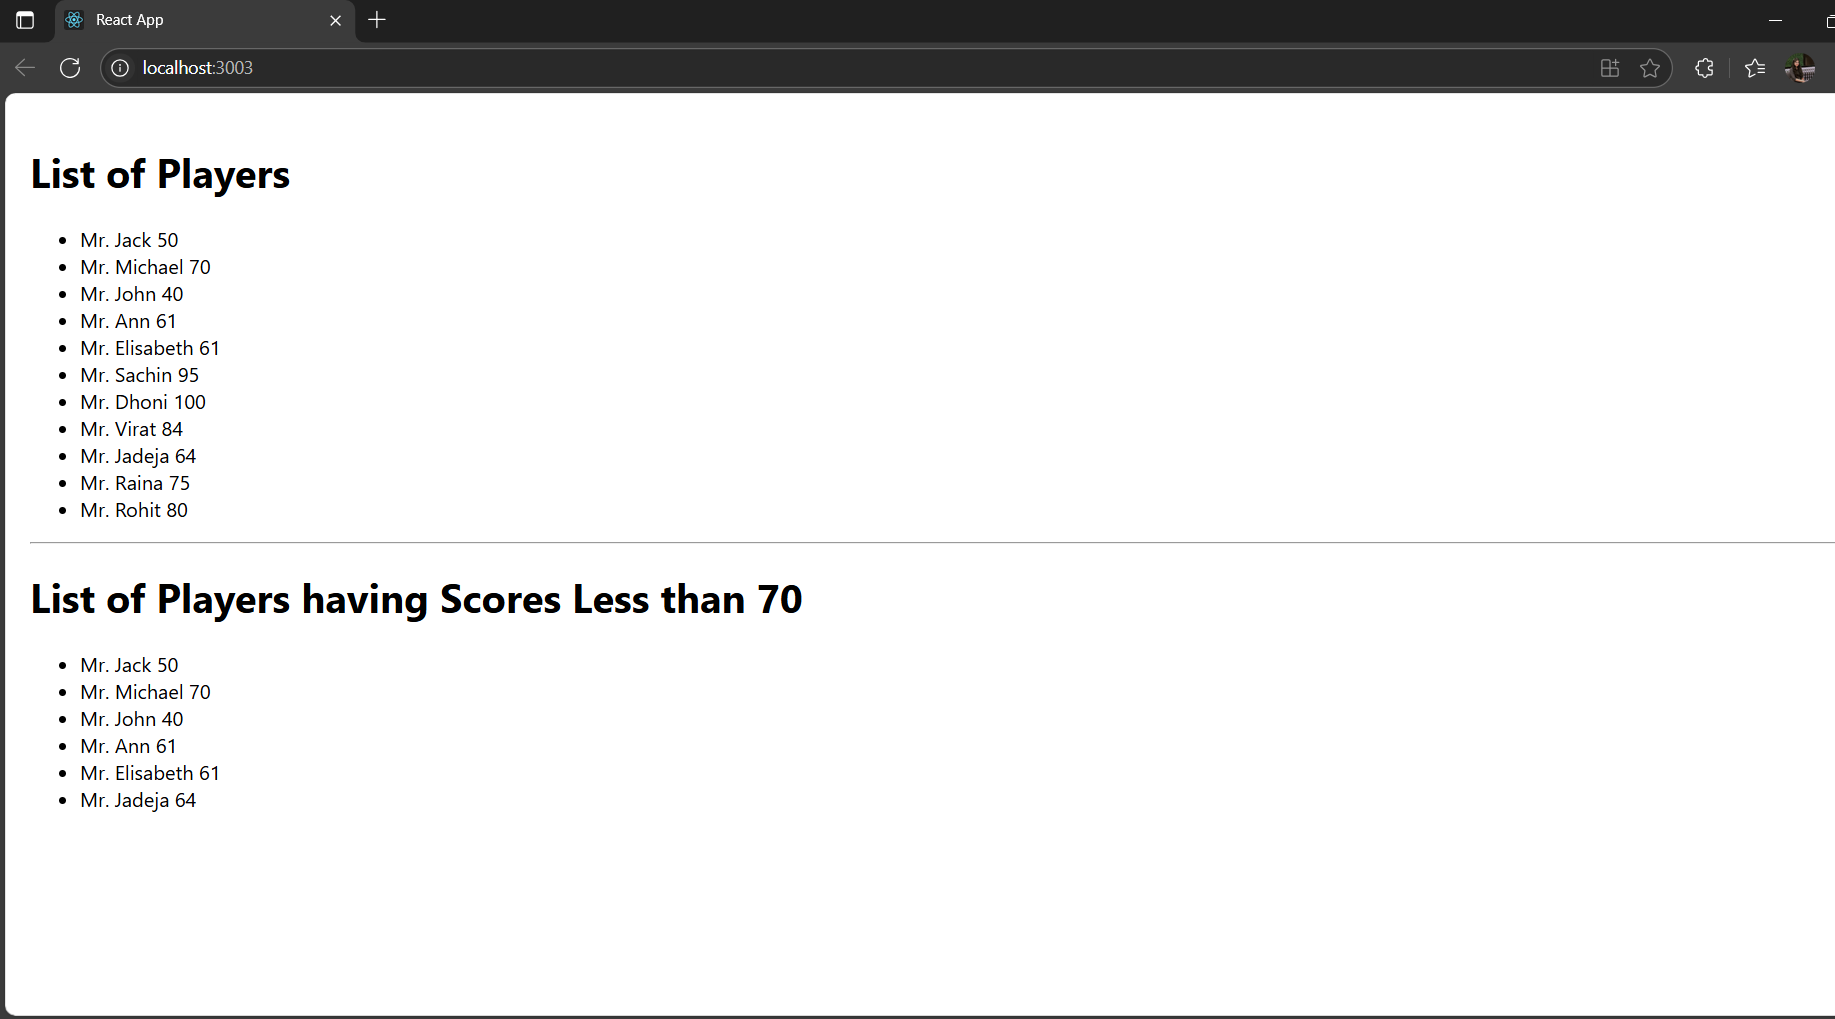 React App
localhost:3003
List of Players
Mr. Jack 50
Mr. Michael 70
Mr. John 40
Mr. Ann 61
Mr. Elisabeth 61
Mr. Sachin 95
Mr. Dhoni 100
Mr. Virat 84
Mr. Jadeja 64
Mr. Raina 75
Mr. Rohit 80
List of Players having Scores Less than 70
Mr. Jack 50
Mr. Michael 70
Mr. John 40
Mr. Ann 61
Mr. Elisabeth 61
Mr. Jadeja 64